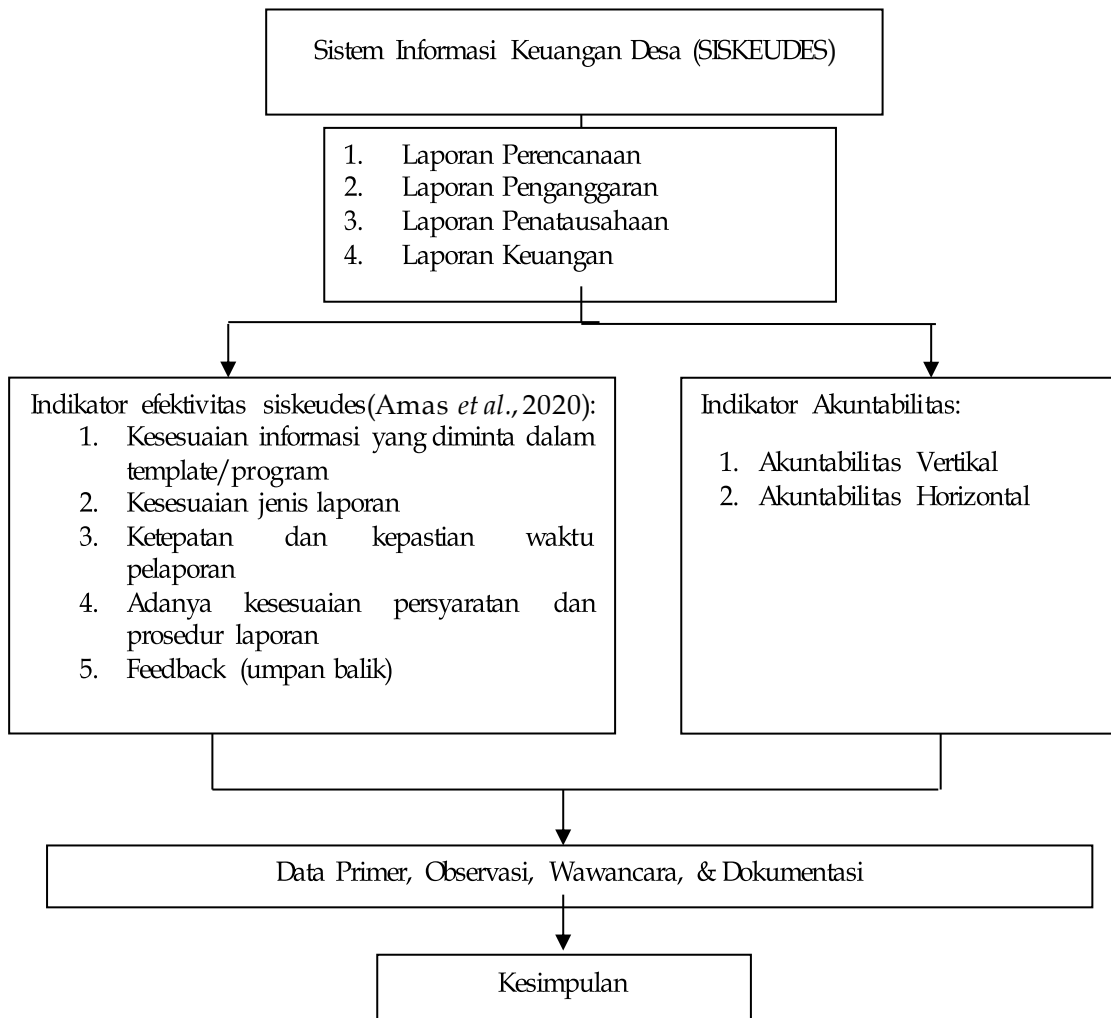 Sistem Informasi Keuangan Desa (SISKEUDES)
1. Laporan Perencanaan
2. Laporan Penganggaran
3. Laporan Penatausahaan
4. Laporan Keuangan
Indikator efektivitas siskeudes(Amas et al., 2020):
1. Kesesuaian informasi yang diminta dalam
template/program
2. Kesesuaian jenis laporan
3. Ketepatan dan kepastian waktu
pelaporan
4. Adanya kesesuaian persyaratan dan
prosedur laporan
5. Feedback (umpan balik)
Indikator Akuntabilitas:
1. Akuntabilitas Vertikal
2. Akuntabilitas Horizontal
Data Primer, Observasi, Wawancara, & Dokumentasi
Kesimpulan